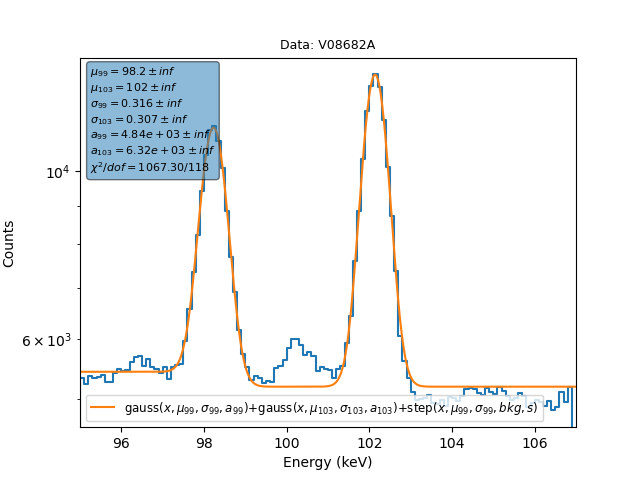 Data: V08682A
μ₉₉ = 98.2 ± inf
μ₁₀₃ = 102 ± inf
σ₉₉ = 0.316 ± inf
σ₁₀₃ = 0.307 ± inf
a₉₉ = 4.84e + 03 ± inf
a₁₀₃ = 6.32e + 03 ± inf
χ²/dof = 1067.30/118
10⁴
6 × 10³
Counts
gauss(x, μ₉₉, σ₉₉, a₉₉)+gauss(x, μ₁₀₃, σ₁₀₃, a₁₀₃)+step(x, μ₉₉, σ₉₉, bkg, s)
96 98 100 102 104 106
Energy (keV)